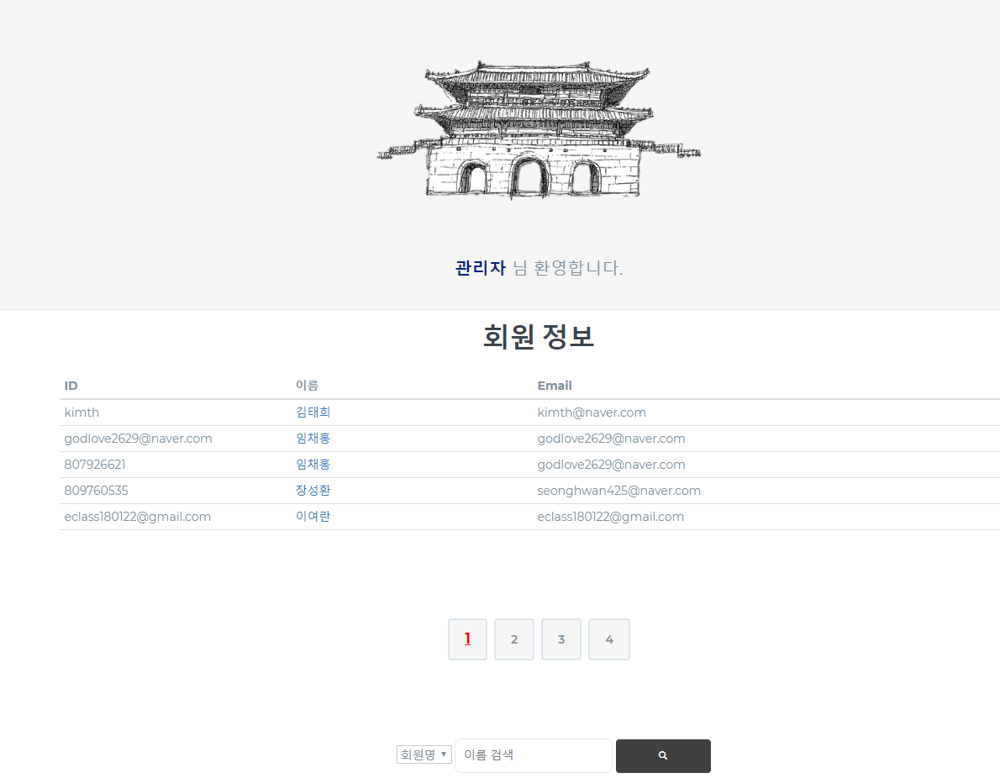 관리자 님 환영합니다.
회원 정보
ID 이름 Email
kimth 김태희 kimth@naver.com
godlove2629@naver.com 임채홍 godlove2629@naver.com
807926621 임채홍 godlove2629@naver.com
809760535 장성환 seonghwan425@naver.com
eclass180122@gmail.com 이여란 eclass180122@gmail.com
1 2 3 4
회원명 이름 검색